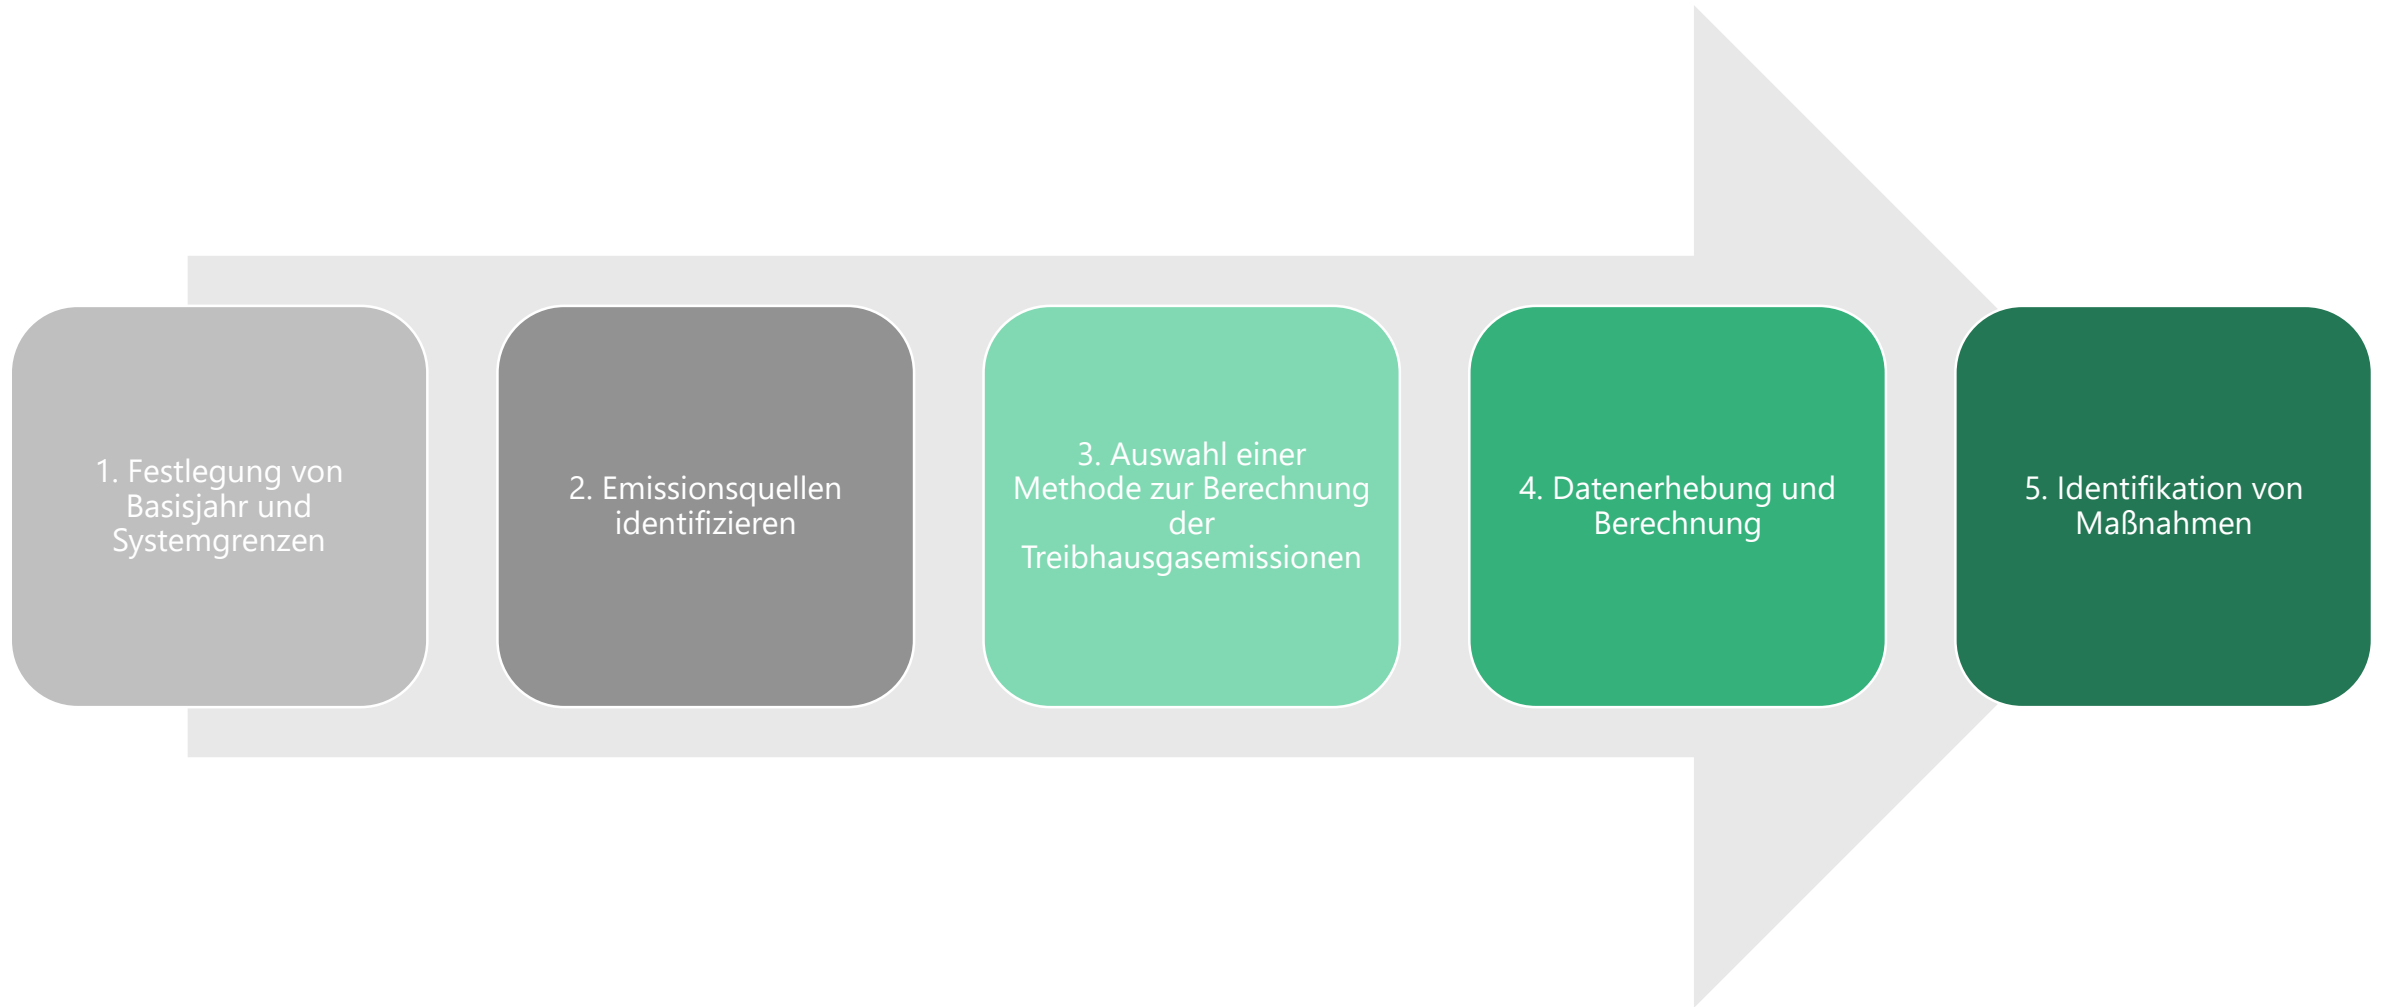 1. Festlegung von
Basisjahr und
Systemgrenzen
2. Emissionsquellen
identifizieren
3. Auswahl einer
Methode zur Berechnung
der
Treibhausgasemissionen
4. Datenerhebung und
Berechnung
5. Identifikation von
Maßnahmen